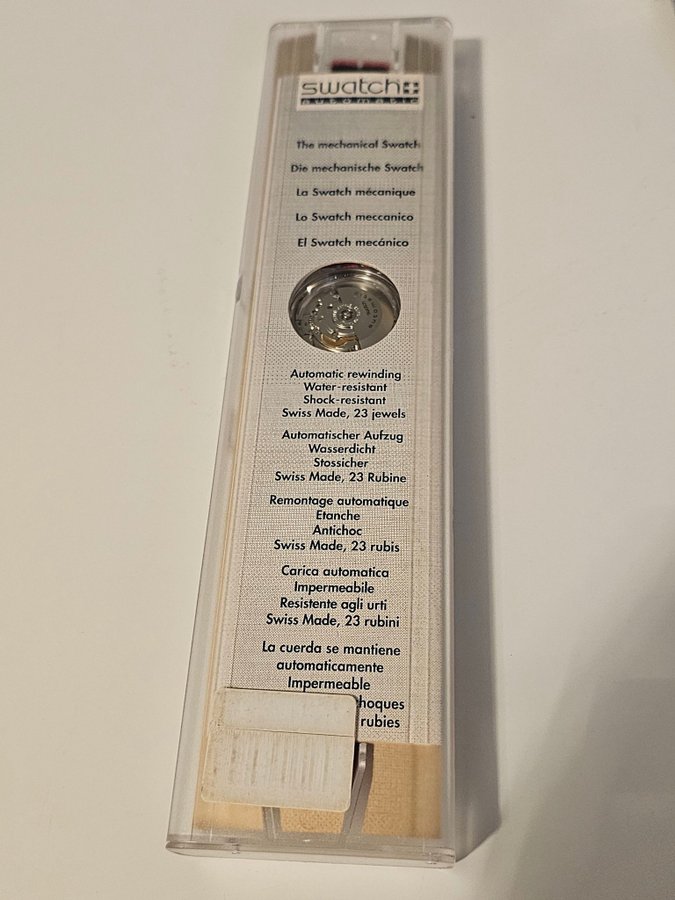 swatch
automatic
The mechanical Swatch
Die mechanische Swatch
La Swatch mécanique
Lo Swatch meccanico
El Swatch mecánico
Automatic rewinding
Water-resistant
Shock-resistant
Swiss Made, 23 jewels
Automatischer Aufzug
Wasserdicht
Stossicher
Swiss Made, 23 Rubine
Remontage automatique
Etanche
Antichoc
Swiss Made, 23 rubis
Carica automatica
Impermeabile
Resistente agli urti
Swiss Made, 23 rubini
La cuerda se mantiene
automaticamente
Impermeable
hoques
rubies